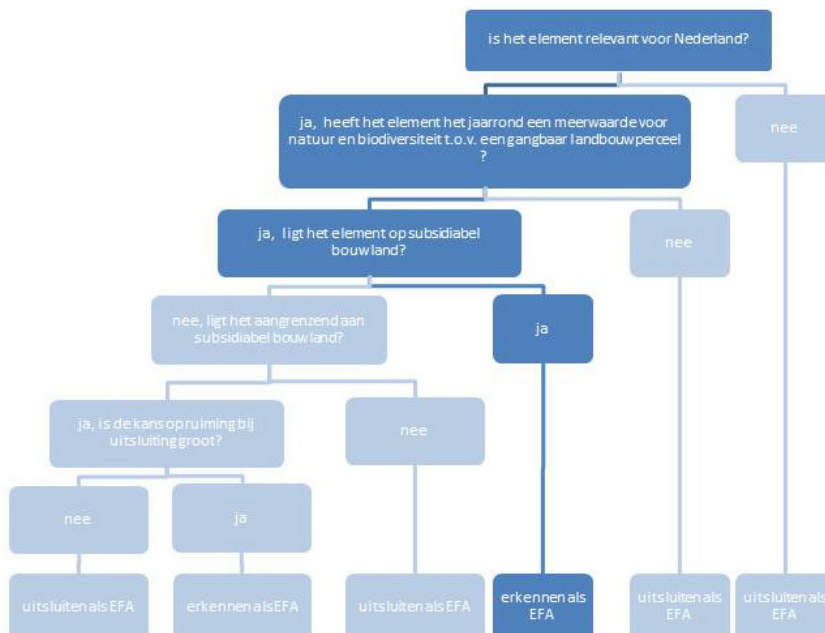 is het element relevant voor Nederland?
ja, heeft het element het jaarrond een meerwaarde voor
natuur en biodiversiteit t.o.v. een gangbaar landbouwperceel
?
nee
ja, ligt het element op subsidiabel
bouwland?
nee
nee, ligt het aangrenzend aan
subsidiabel bouwland?
ja
ja, is de kans op ruiming bij
uitsluiting groot?
nee
nee
ja
uitsluiten als EFA
erkennen als EFA
uitsluiten als EFA
erkennen als
EFA
uitsluiten als
EFA
uitsluiten als
EFA